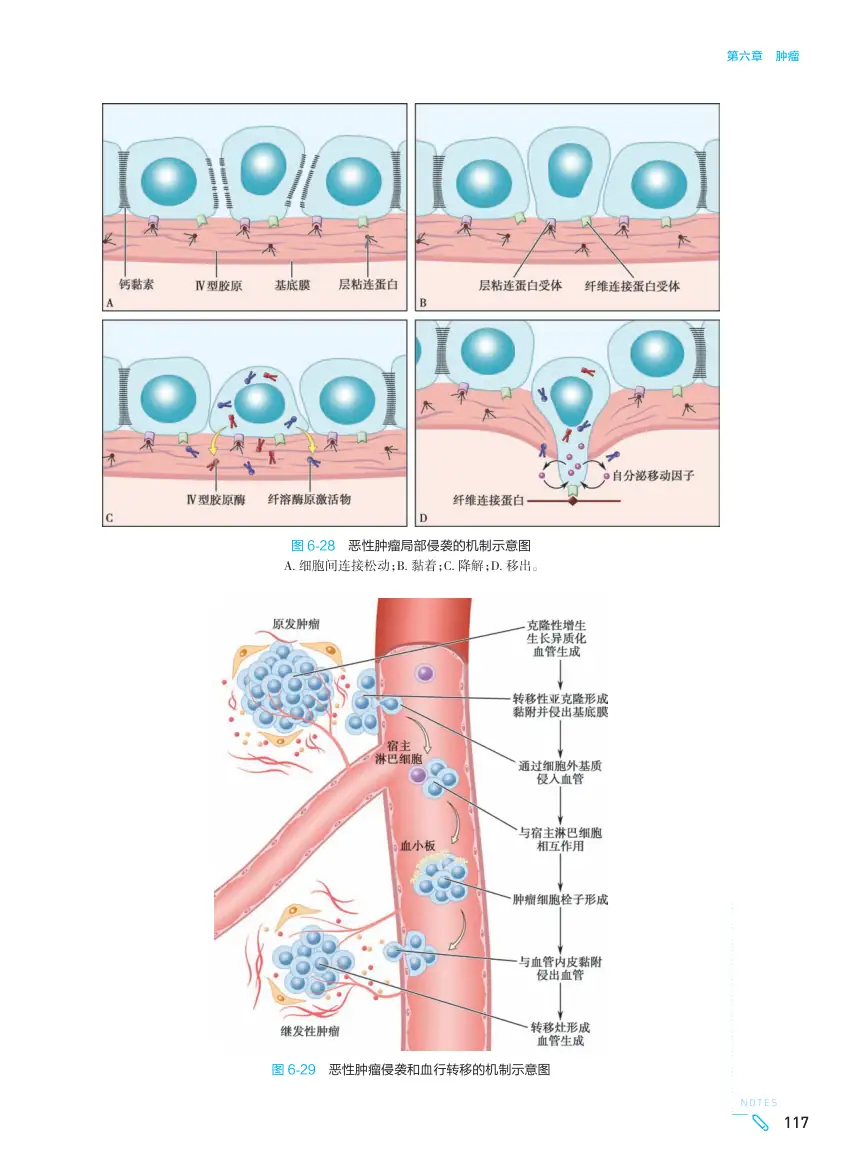 第六章 肿瘤
钙黏素 Ⅳ型胶原 基底膜 层粘连蛋白
A
层粘连蛋白受体 纤维连接蛋白受体
B
Ⅳ型胶原酶 纤溶酶原激活物
C
自分泌移动因子
纤维连接蛋白
D
图 6-28 恶性肿瘤局部侵袭的机制示意图
A. 细胞间连接松动;B. 黏着;C. 降解;D. 移出。
原发肿瘤
宿主
淋巴细胞
血小板
继发性肿瘤
克隆性增生
生长异质化
血管生成
转移性亚克隆形成
黏附并侵出基底膜
通过细胞外基质
侵入血管
与宿主淋巴细胞
相互作用
肿瘤细胞栓子形成
与血管内皮黏附
侵出血管
转移灶形成
血管生成
图 6-29 恶性肿瘤侵袭和血行转移的机制示意图
NOTES
117